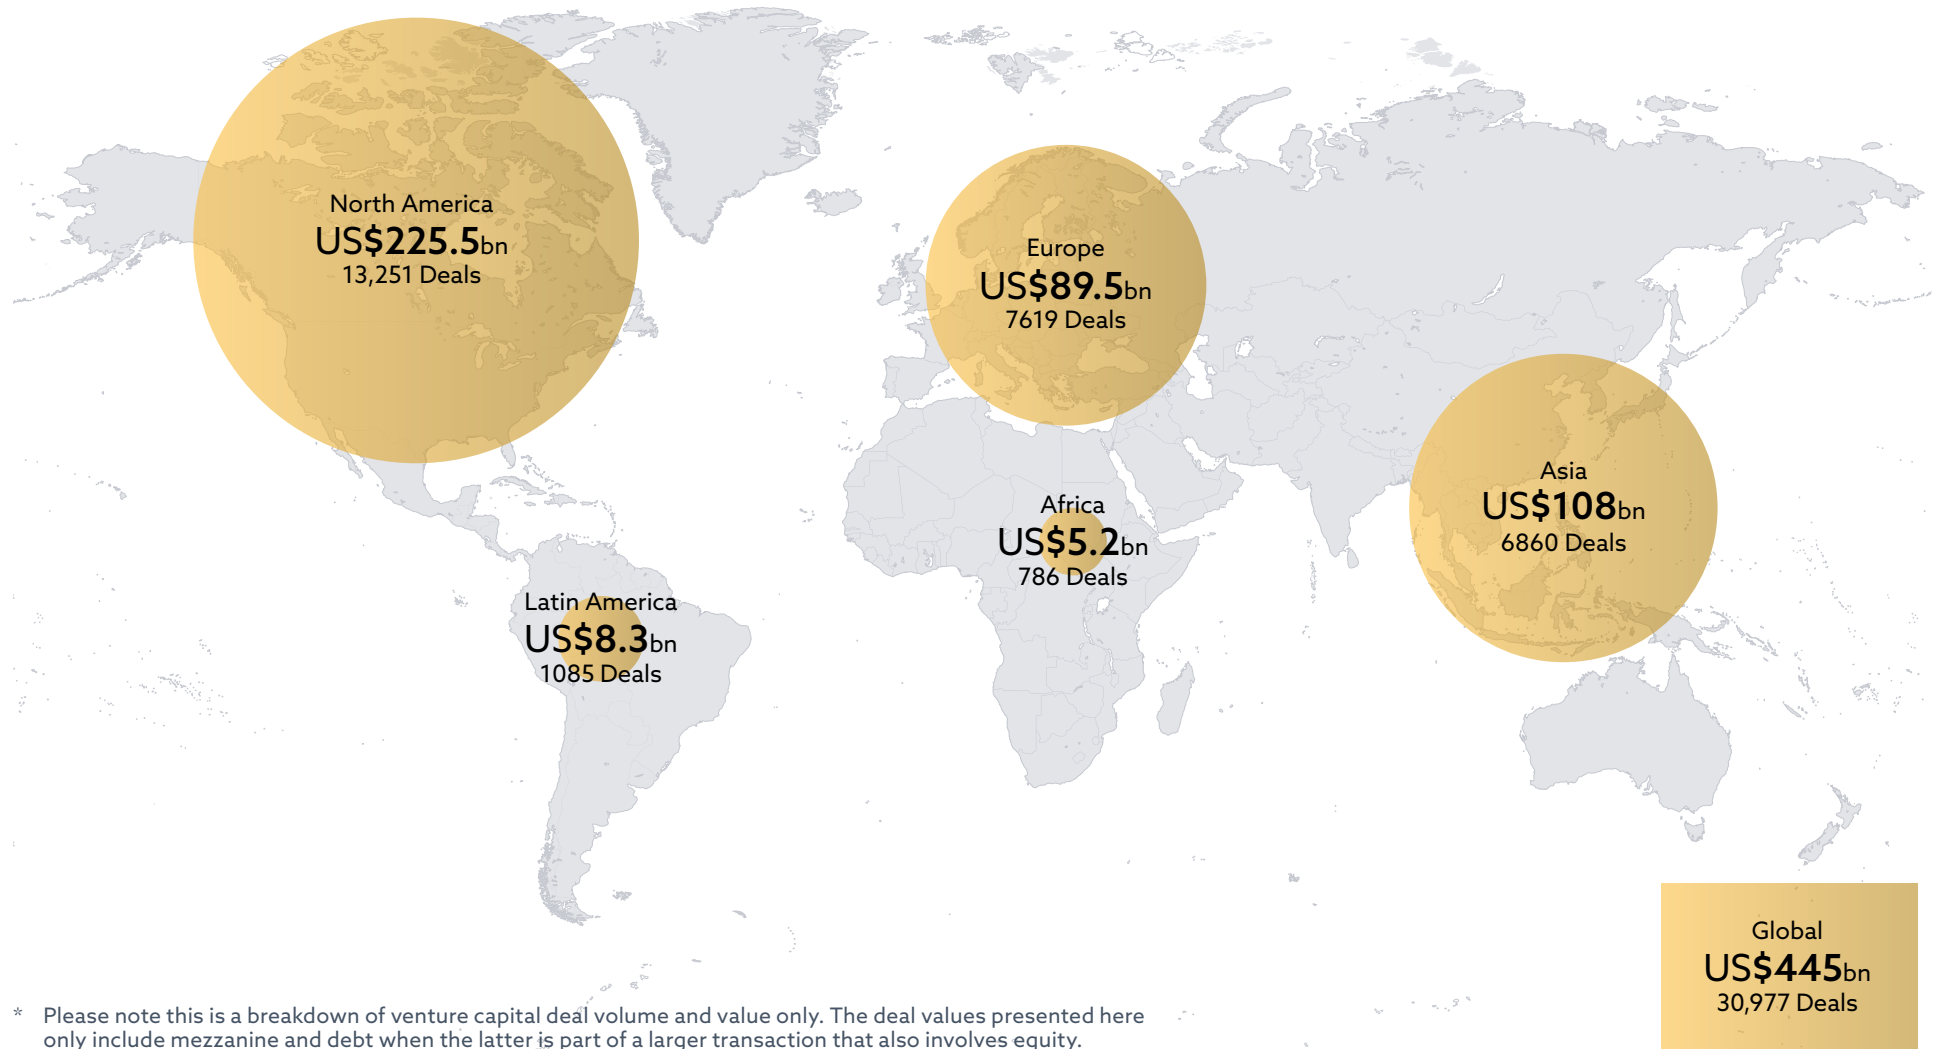 North America
US$225.5bn
13,251 Deals
Europe
US$89.5bn
7619 Deals
Asia
US$108bn
6860 Deals
Africa
US$5.2bn
786 Deals
Latin America
US$8.3bn
1085 Deals
Global
US$445bn
30,977 Deals
* Please note this is a breakdown of venture capital deal volume and value only. The deal values presented here
only include mezzanine and debt when the latter is part of a larger transaction that also involves equity.